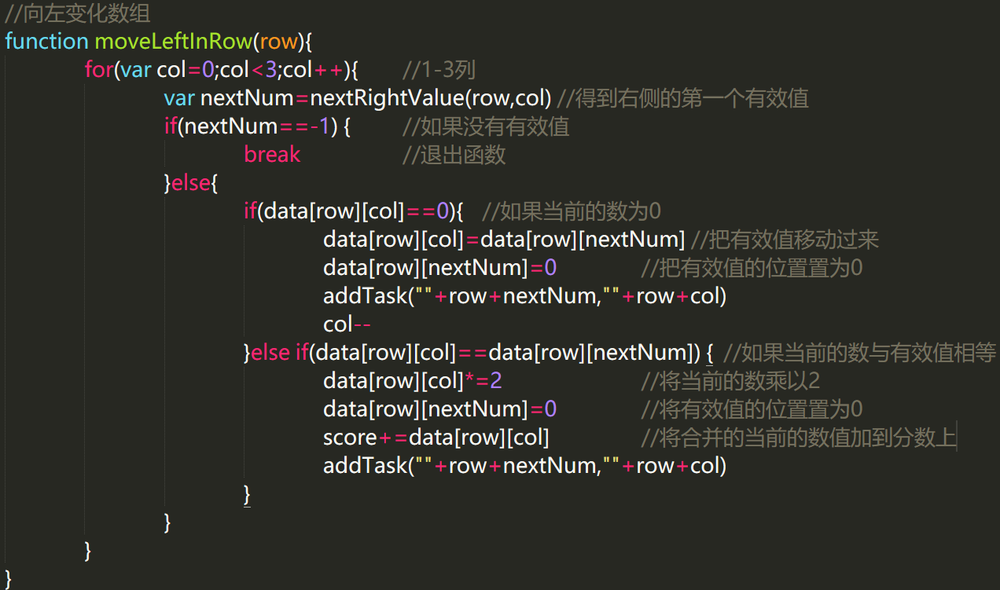 //向左变化数组
function moveLeftInRow(row){
for(var col=0;col<3;col++){ //1-3列
var nextNum=nextRightValue(row,col) //得到右侧的第一个有效值
if(nextNum==-1) { //如果没有有效值
break //退出函数
}else{
if(data[row][col]==0){ //如果当前的数为0
data[row][col]=data[row][nextNum] //把有效值移动过来
data[row][nextNum]=0 //把有效值的位置置为0
addTask(""+row+nextNum,""+row+col)
col--
}else if(data[row][col]==data[row][nextNum]) { //如果当前的数与有效值相等
data[row][col]*=2 //将当前的数乘以2
data[row][nextNum]=0 //将有效值的位置置为0
score+=data[row][col] //将合并的当前的数值加到分数上
addTask(""+row+nextNum,""+row+col)
}
}
}
}